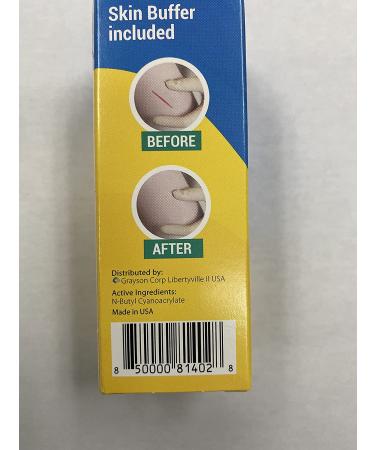 Skin Buffer
included
BEFORE
AFTER
Distributed by:
© Grayson Corp Libertyville Il USA
Active Ingredients:
N-Butyl Cyanoacrylate
Made in USA
8 50000 81402 8